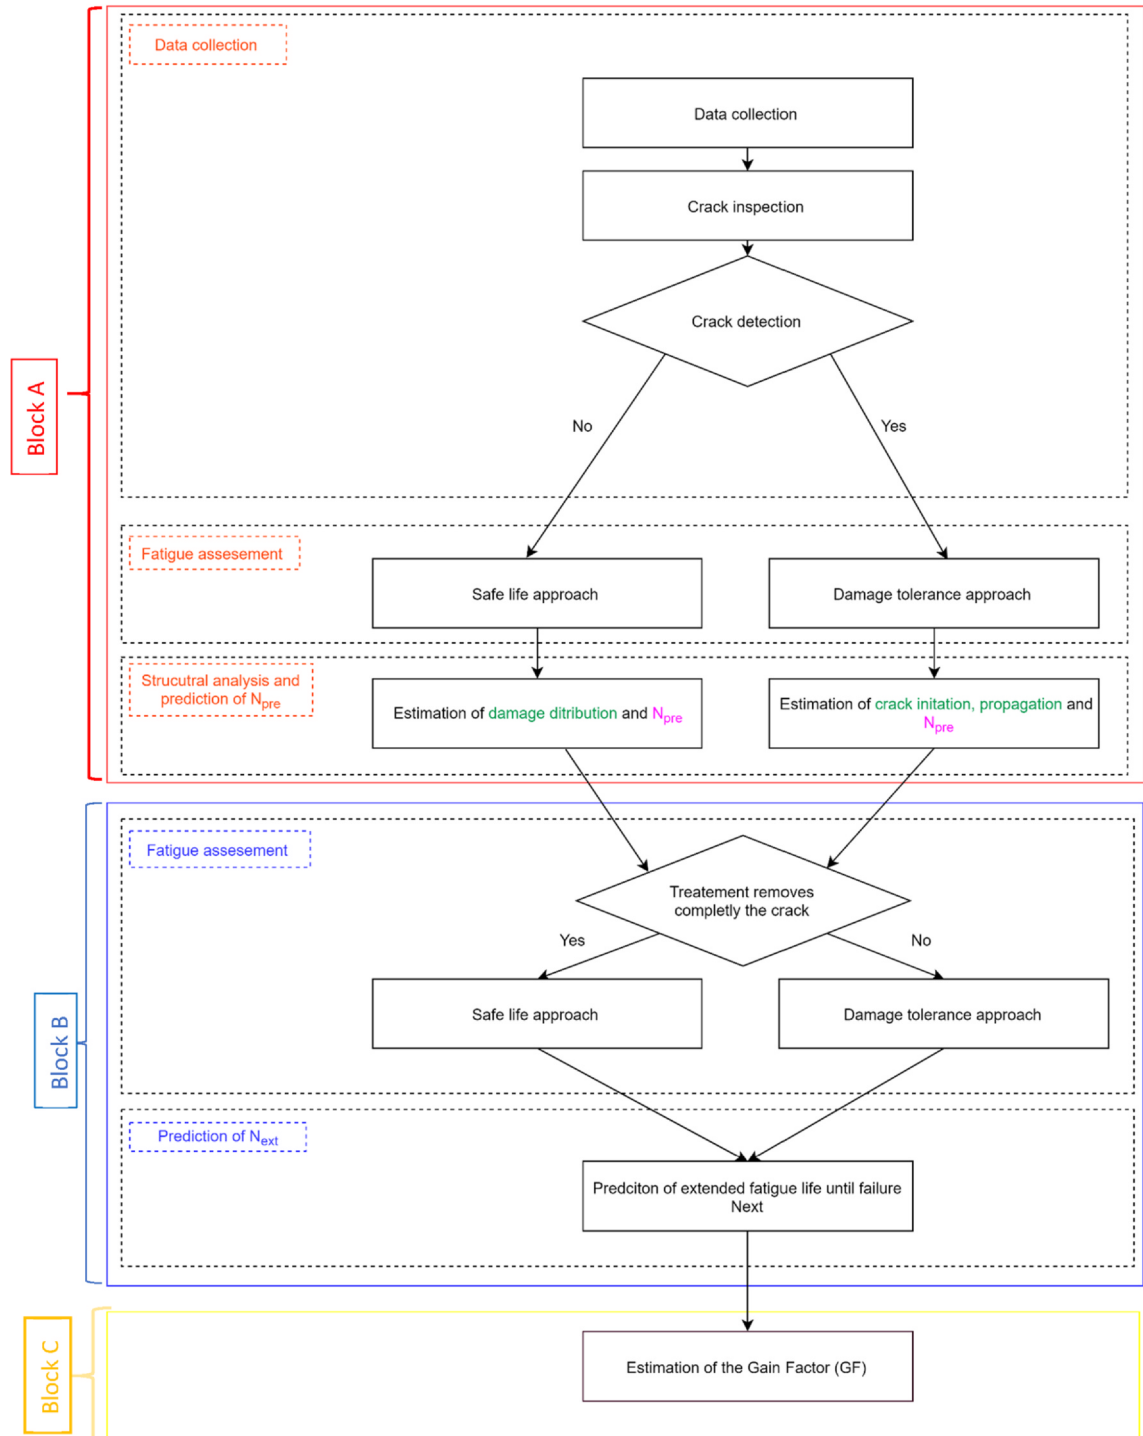 Data collection
Data collection
Crack inspection
Crack detection
Block A
No
Yes
Fatigue assesement
Safe life approach
Damage tolerance approach
Strucutral analysis and
prediction of Npre
Estimation of damage ditribution and Npre
Estimation of crack initation, propagation and
Npre
Block B
Fatigue assesement
Treatement removes
completly the crack
Yes
No
Safe life approach
Damage tolerance approach
Prediction of Next
Predciton of extended fatigue life until failure
Next
Block C
Estimation of the Gain Factor (GF)